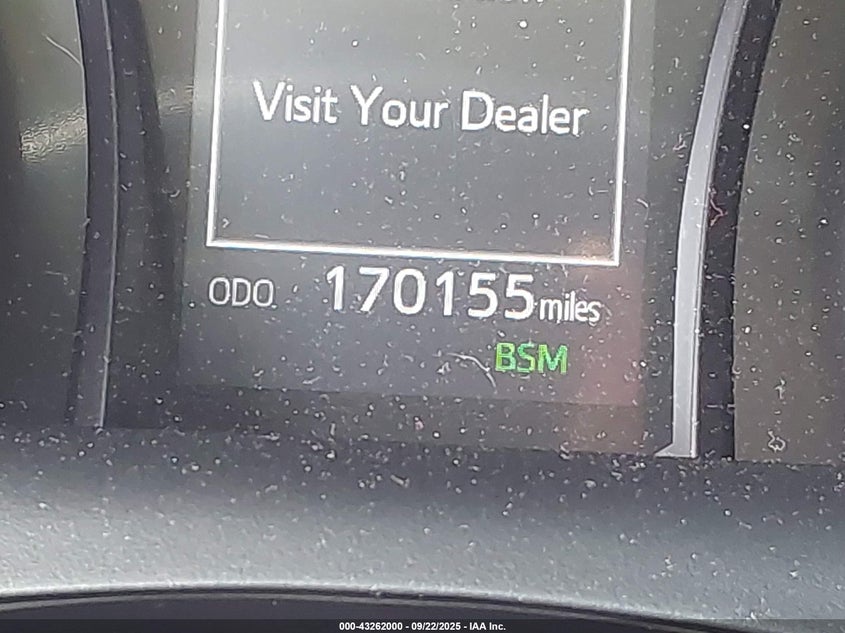 Visit Your Dealer
ODO 170155 miles
BSM
000-43262000 - 09/22/2025 - IAA Inc.